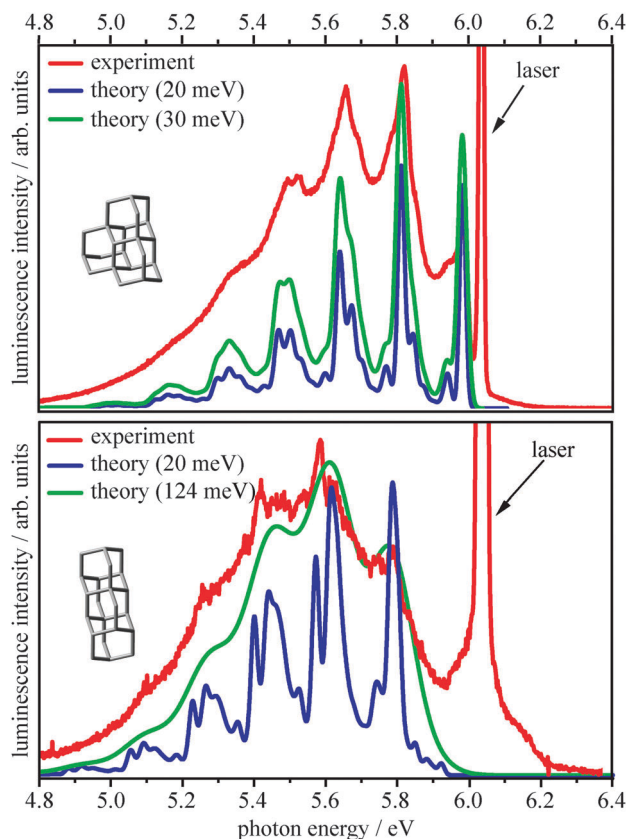 4.8 5.0 5.2 5.4 5.6 5.8 6.0 6.2 6.4
experiment
theory (20 meV)
theory (30 meV)
laser
luminescence intensity / arb. units
experiment
theory (20 meV)
theory (124 meV)
laser
luminescence intensity / arb. units
4.8 5.0 5.2 5.4 5.6 5.8 6.0 6.2 6.4
photon energy / eV